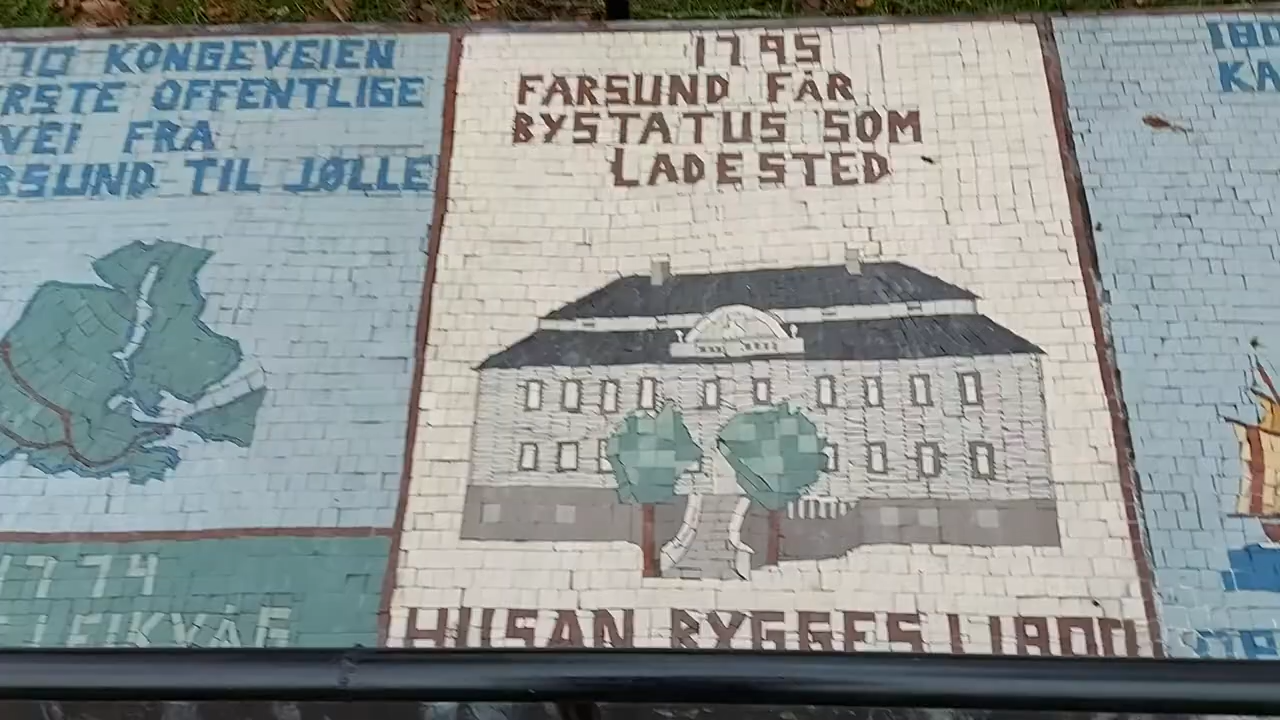 70 KONGEVEIEN
RSTE OFFENTLIGE
VEI FRA
RSUND TIL JØLLE
1774
1795
FARSUND FÅR
BYSTATUS SOM
LADESTED
HUSAN BYGGES I 1800
180
KA